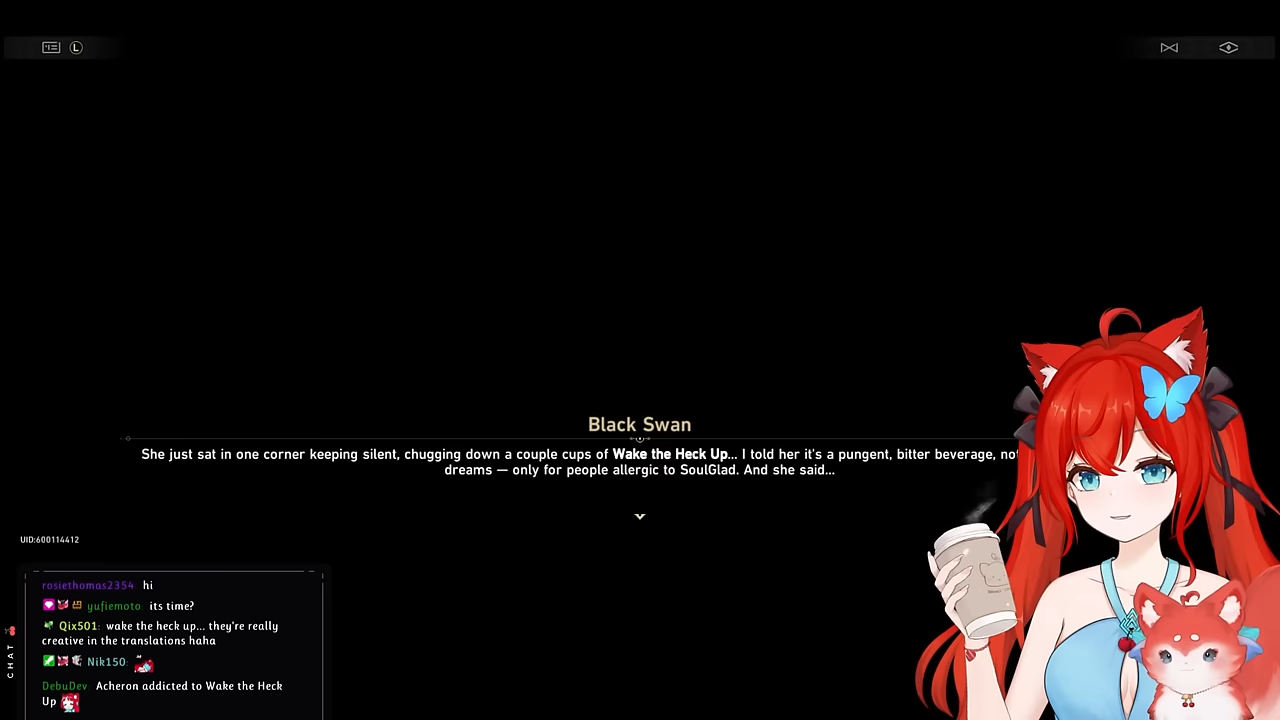 L
Black Swan
She just sat in one corner keeping silent, chugging down a couple cups of Wake the Heck Up... I told her it's a pungent, bitter beverage, not
dreams — only for people allergic to SoulGlad. And she said...
UID:600114412
CHAT
rosiethomas2354: hi
yufiemoto: its time?
Qix501: wake the heck up... they're really
creative in the translations haha
Nik150:
DebuDev: Acheron addicted to Wake the Heck
Up